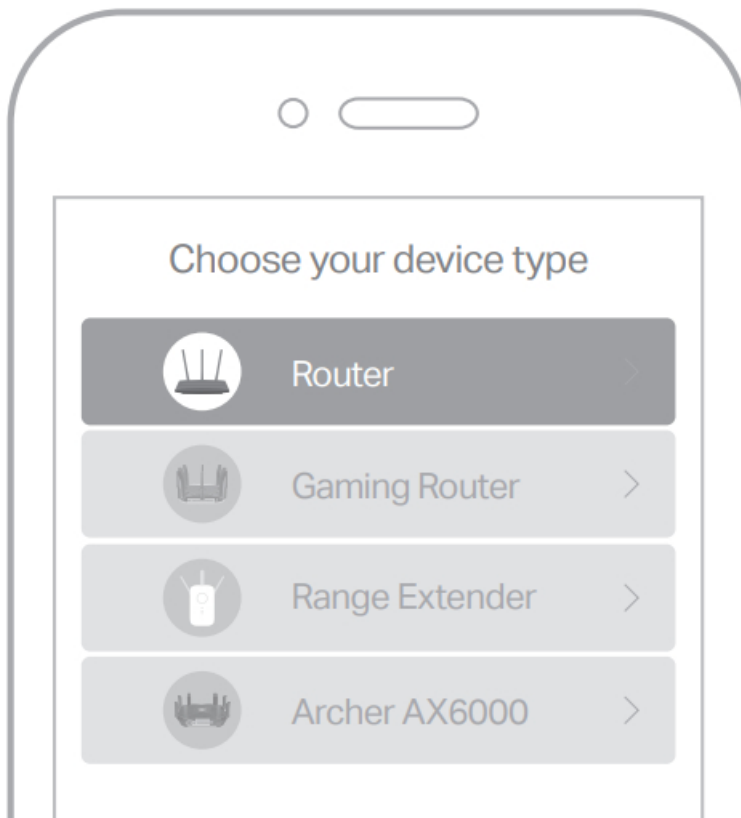 Choose your device type
Router
Gaming Router
Range Extender
Archer AX6000